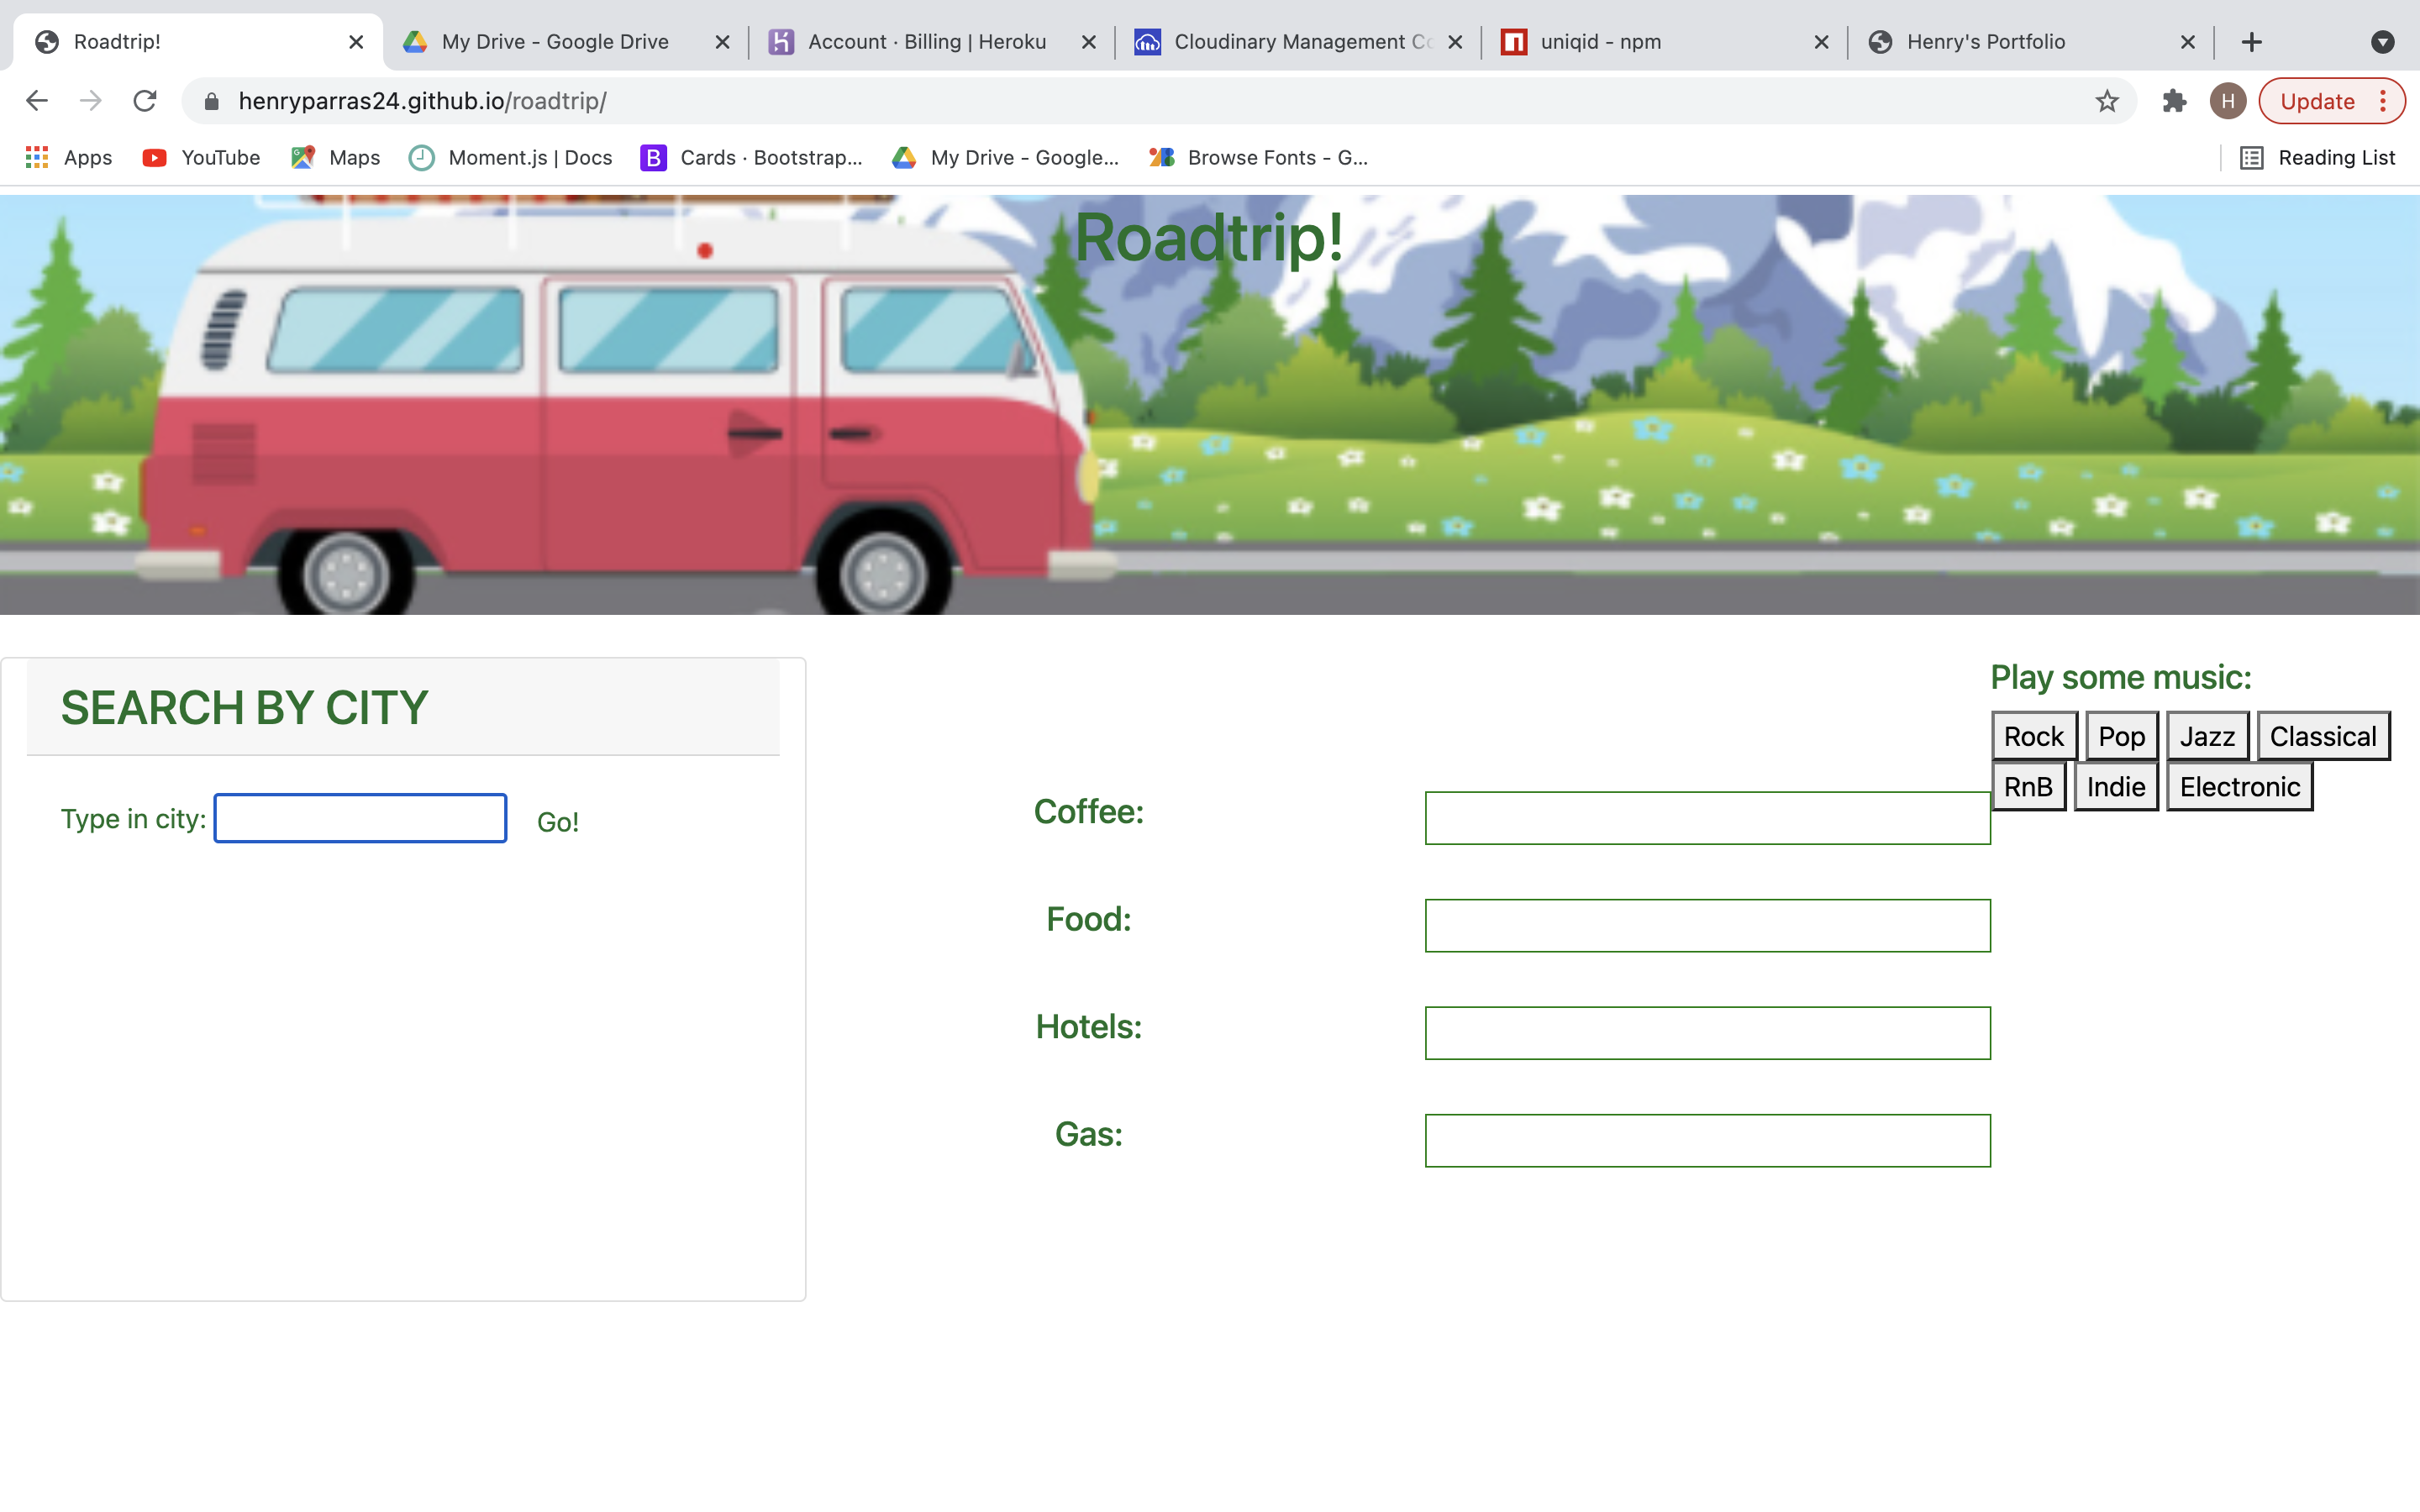 Roadtrip!
My Drive - Google Drive
Account · Billing | Heroku
Cloudinary Management
uniqid - npm
Henry's Portfolio
henryparras24.github.io/roadtrip/
H
Update
Apps
YouTube
Maps
Moment.js | Docs
B
Cards · Bootstrap...
My Drive - Google...
Browse Fonts - G...
Reading List
Roadtrip!
SEARCH BY CITY
Type in city:
Go!
Coffee:
Food:
Hotels:
Gas:
Play some music:
Rock Pop Jazz Classical
RnB Indie Electronic